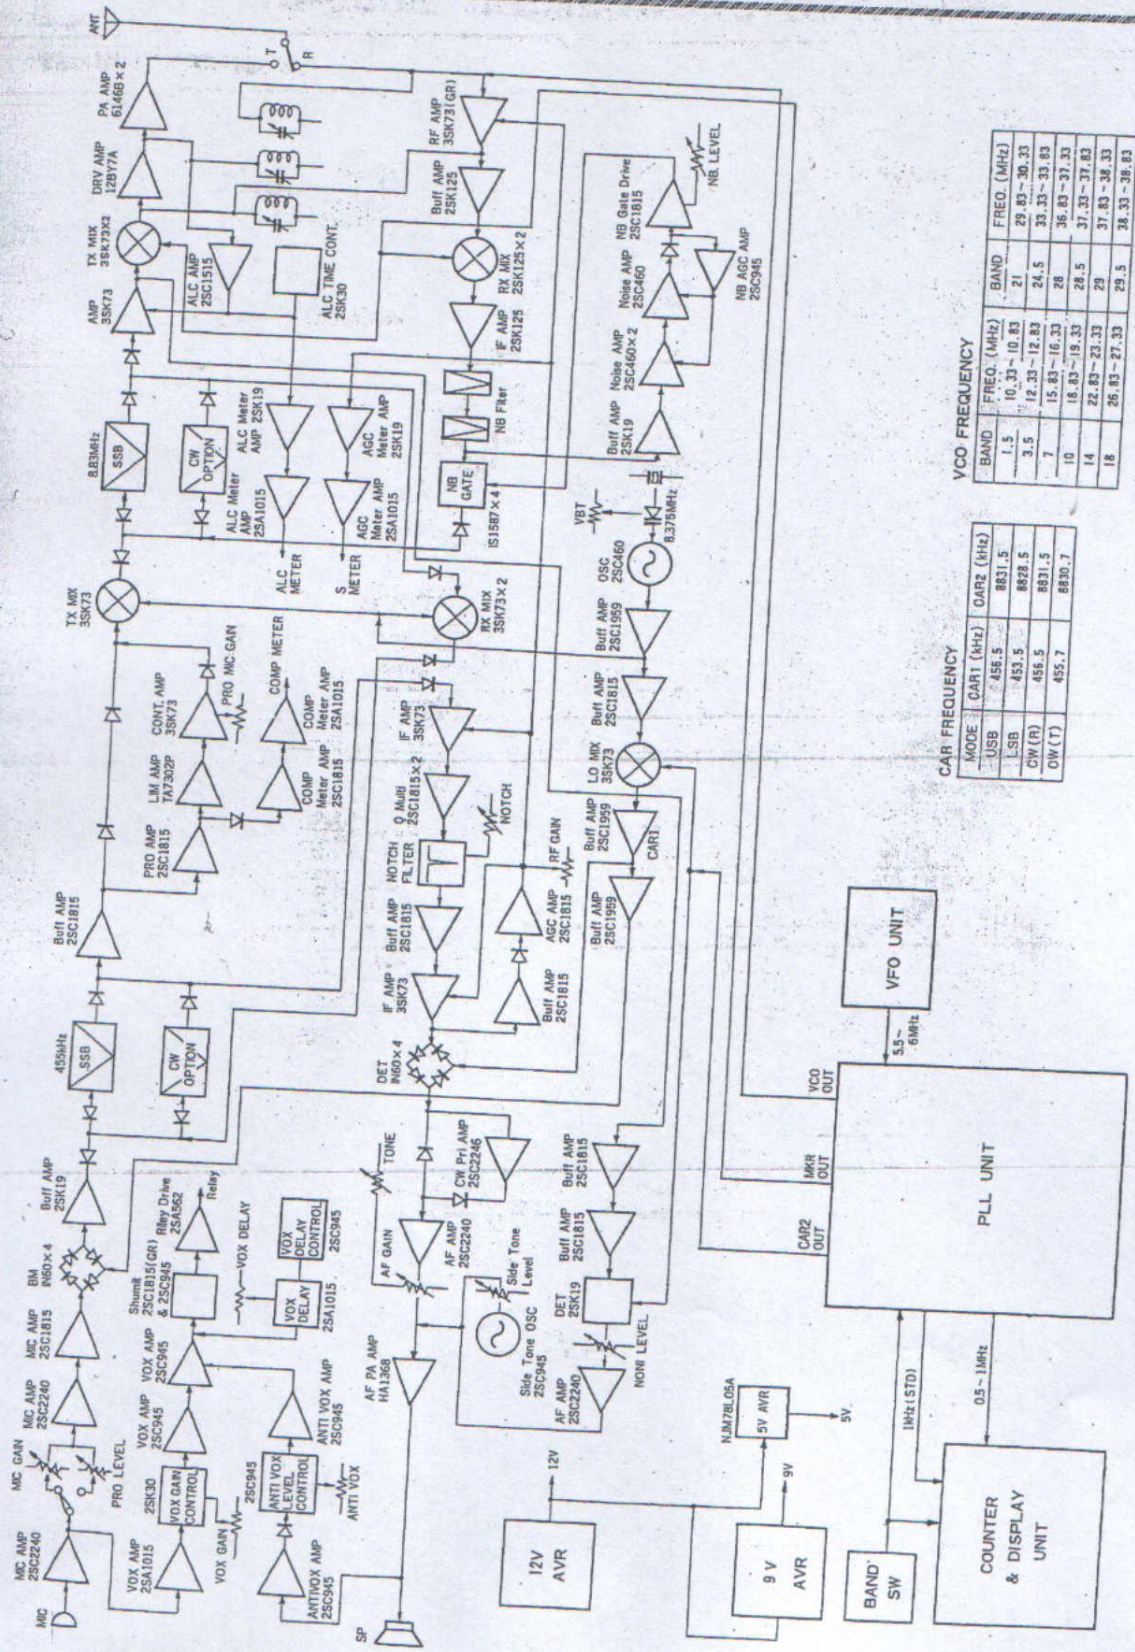 MIC
MIC AMP
2SC2240
MIC GAIN
PRO LEVEL
MIC AMP
2SC2240
MIC AMP
2SC1815
BM
IN60×4
Buff AMP
2SK19
455kHz
SSB
CW
OPTION
Buff AMP
2SC1815
PRO AMP
2SC1815
LIM AMP
TA7302P
CONT. AMP
3SK73
PRO MIC GAIN
COMP METER
COMP
Meter AMP
2SC1815
COMP
Meter AMP
2SA1015
TX MIX
3SK73
8.83MHz
SSB
CW
OPTION
AMP
3SK73
TX MIX
3SK73X2
DRV AMP
12BY7A
PA AMP
6146B×2
ANT
T
R
ALC AMP
2SC1515
ALC TIME CONT.
2SK30
ALC Meter
AMP 2SK19
ALC Meter
AMP
2SA1015
ALC
METER
AGC
Meter AMP
2SK19
AGC
Meter AMP
2SA1015
S
METER
RF AMP
3SK73(GR)
Buff AMP
2SK125
RX MIX
2SK125×2
IF AMP
2SK125
NB Filter
NB
GATE
IS1587×4
RX MIX
3SK73×2
VOX AMP
2SA1015
VOX GAIN
VOX GAIN
CONTROL
2SK30
VOX AMP
2SC945
VOX AMP
2SC945
Shumit
2SC1815(GR)
& 2SC945
Riley Drive
2SA562
Relay
VOX DELAY
VOX
DELAY
2SA1015
VOX
DELAY
CONTROL
2SC945
ANTIVOX AMP
2SC945
2SC945
ANTI VOX
LEVEL
CONTROL
ANTI VOX
ANTI VOX AMP
2SC945
SP
AF PA AMP
HA1368
AF GAIN
TONE
AF AMP
2SC2240
CW Pri AMP
2SC2246
DET
IN60×4
IF AMP
3SK73
Buff AMP
2SC1815
NOTCH
FILTER
NOTCH
Q Multi
2SC1815×2
IF AMP
3SK73
Buff AMP
2SC1815
AGC AMP
2SC1815
RF GAIN
Side Tone OSC
2SC945
Side Tone
Level
AF AMP
2SC2240
NONI LEVEL
DET
2SK19
Buff AMP
2SC1815
Buff AMP
2SC1815
Buff AMP
2SC1959
CAR1
Buff AMP
2SC1959
LO MIX
3SK73
Buff AMP
2SC1815
Buff AMP
2SC1959
OSC
2SC460
VBT
8.375MHz
Buff AMP
2SK19
Noise AMP
2SC460×2
Noise AMP
2SC460
NB Gate Drive
2SC1815
NB LEVEL
NB AGC AMP
2SC945
12V
AVR
12V
NJM78L05A
5V AVR
5V
9V
AVR
9V
BAND
SW
COUNTER
& DISPLAY
UNIT
1kHz(STD)
0.5~1MHz
PLL UNIT
CAR2
OUT
MKR
OUT
VCO
OUT
5.5~
6MHz
VFO UNIT
CAR FREQUENCY
MODE CAR1 (kHz) CAR2 (kHz)
USB 456.5 8831.5
LSB 453.5 8828.5
CW(R) 456.5 8831.5
CW(T) 455.7 8830.7
VCO FREQUENCY
BAND FREQ. (MHz) BAND FREQ. (MHz)
1.5 10.33~10.83 21 29.83~30.33
3.5 12.33~12.83 24.5 33.33~33.83
7 15.83~16.33 28 36.83~37.33
10 18.83~19.33 28.5 37.33~37.83
14 22.83~23.33 29 37.83~38.33
18 26.83~27.33 29.5 38.33~38.83